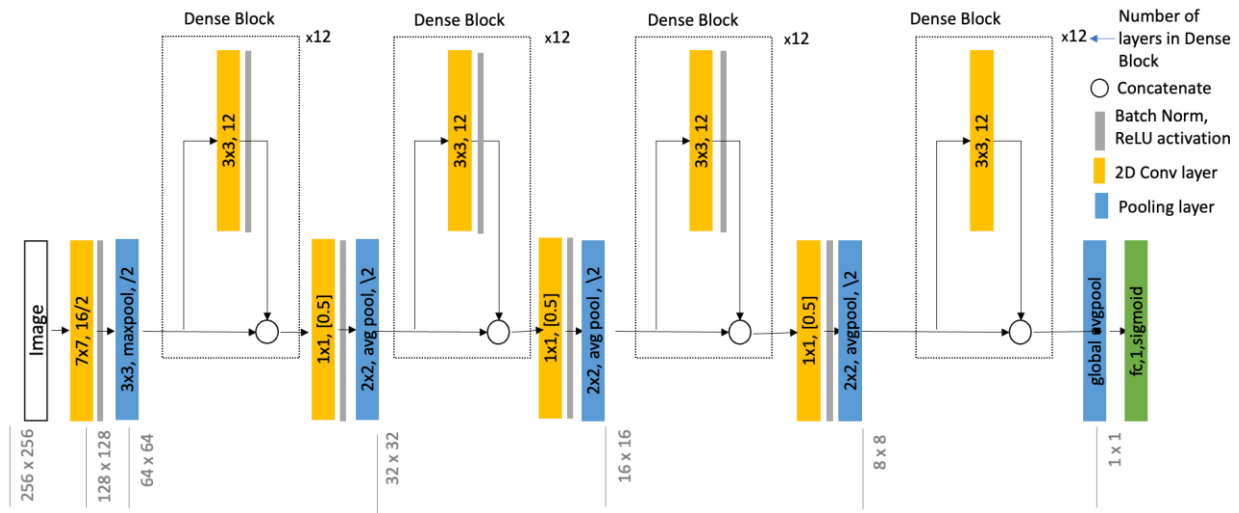 Dense Block
x12
3x3, 12
Dense Block
x12
3x3, 12
Dense Block
x12
3x3, 12
Dense Block
x12
3x3, 12
Number of
layers in Dense
Block
Concatenate
Batch Norm,
ReLU activation
2D Conv layer
Pooling layer
Image
7x7, 16/2
3x3, maxpool, /2
1x1, [0.5]
2x2, avg pool, \2
1x1, [0.5]
2x2, avg pool , \2
1x1, [0.5]
2x2, avgpool, \2
global avgpool
fc,1,sigmoid
256 x 256
128 x 128
64 x 64
32 x 32
16 x 16
8 x 8
1 x 1